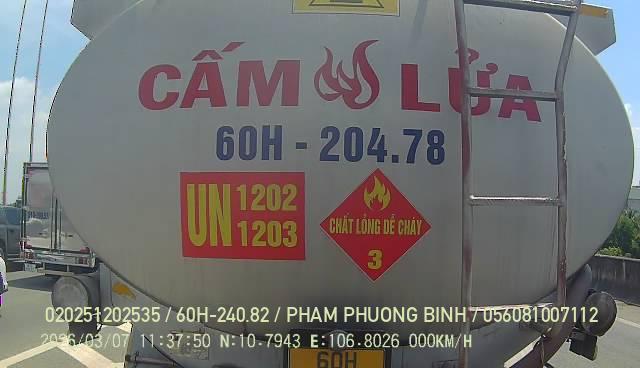 CẤM LỬA
60H - 204.78
UN 1202
1203
CHẤT LỎNG DỄ CHÁY
3
020251202535 / 60H-240.82 / PHAM PHUONG BINH / 056081007112
2026/03/07 11:37:50 N:10.7943 E:106.8026 000KM/H
60H